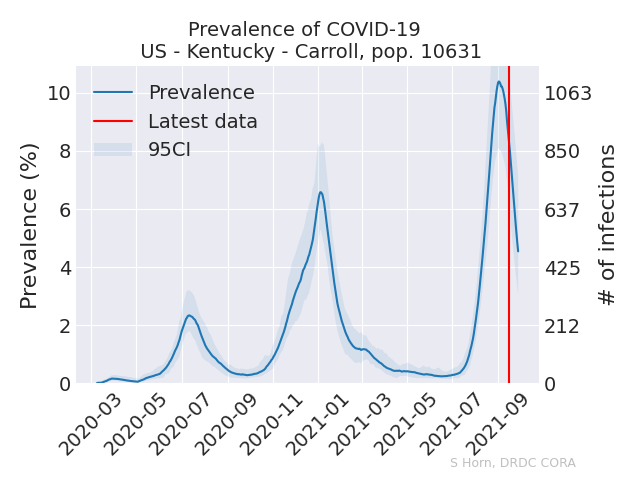 Prevalence of COVID-19
US - Kentucky - Carroll, pop. 10631
Prevalence
Latest data
95CI
Prevalence (%)
10
8
6
4
2
0
1063
850
637
425
212
0
# of infections
2020-03
2020-05
2020-07
2020-09
2020-11
2021-01
2021-03
2021-05
2021-07
2021-09
S Horn, DRDC CORA